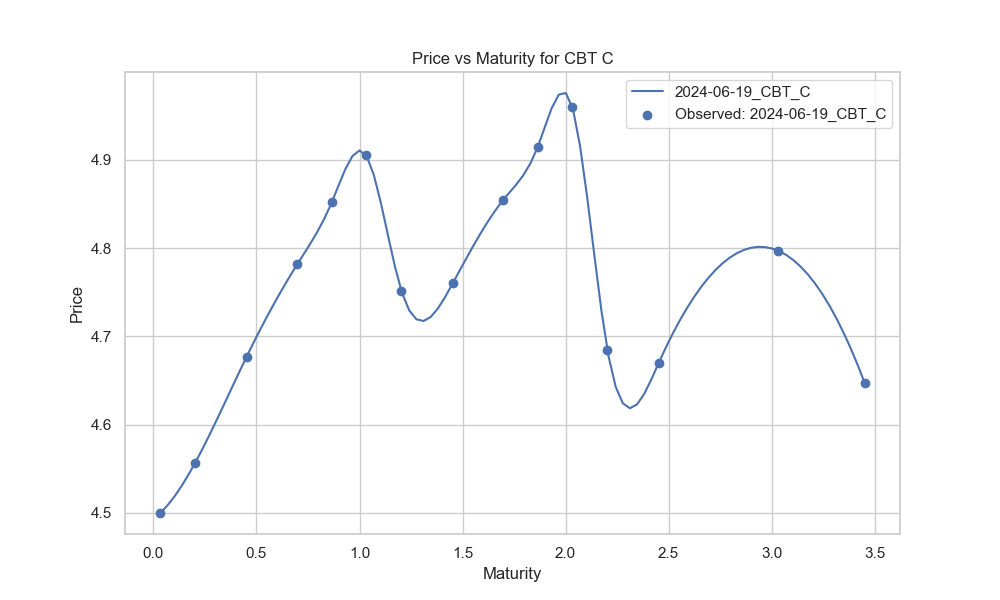 Price vs Maturity for CBT C
2024-06-19_CBT_C
Observed: 2024-06-19_CBT_C
Price
4.9
4.8
4.7
4.6
4.5
0.0 0.5 1.0 1.5 2.0 2.5 3.0 3.5
Maturity